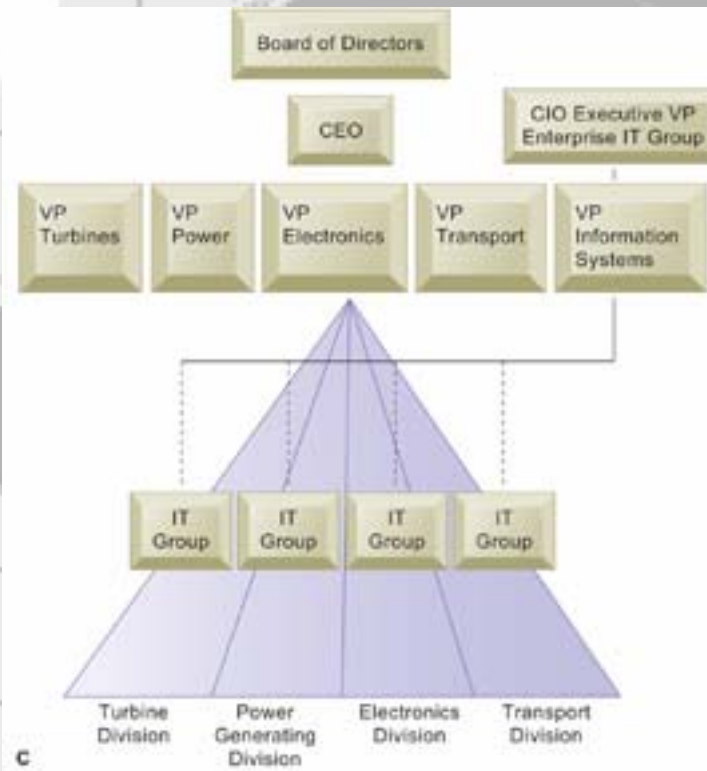 Board of Directors
CEO
CIO Executive VP
Enterprise IT Group
VP
Turbines
VP
Power
VP
Electronics
VP
Transport
VP
Information
Systems
IT
Group
IT
Group
IT
Group
IT
Group
Turbine
Division
Power
Generating
Division
Electronics
Division
Transport
Division
C